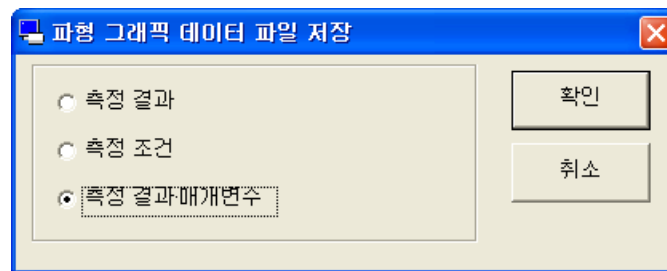 파형 그래픽 데이터 파일 저장
측정 결과
측정 조건
측정 결과·매개변수
확인
취소